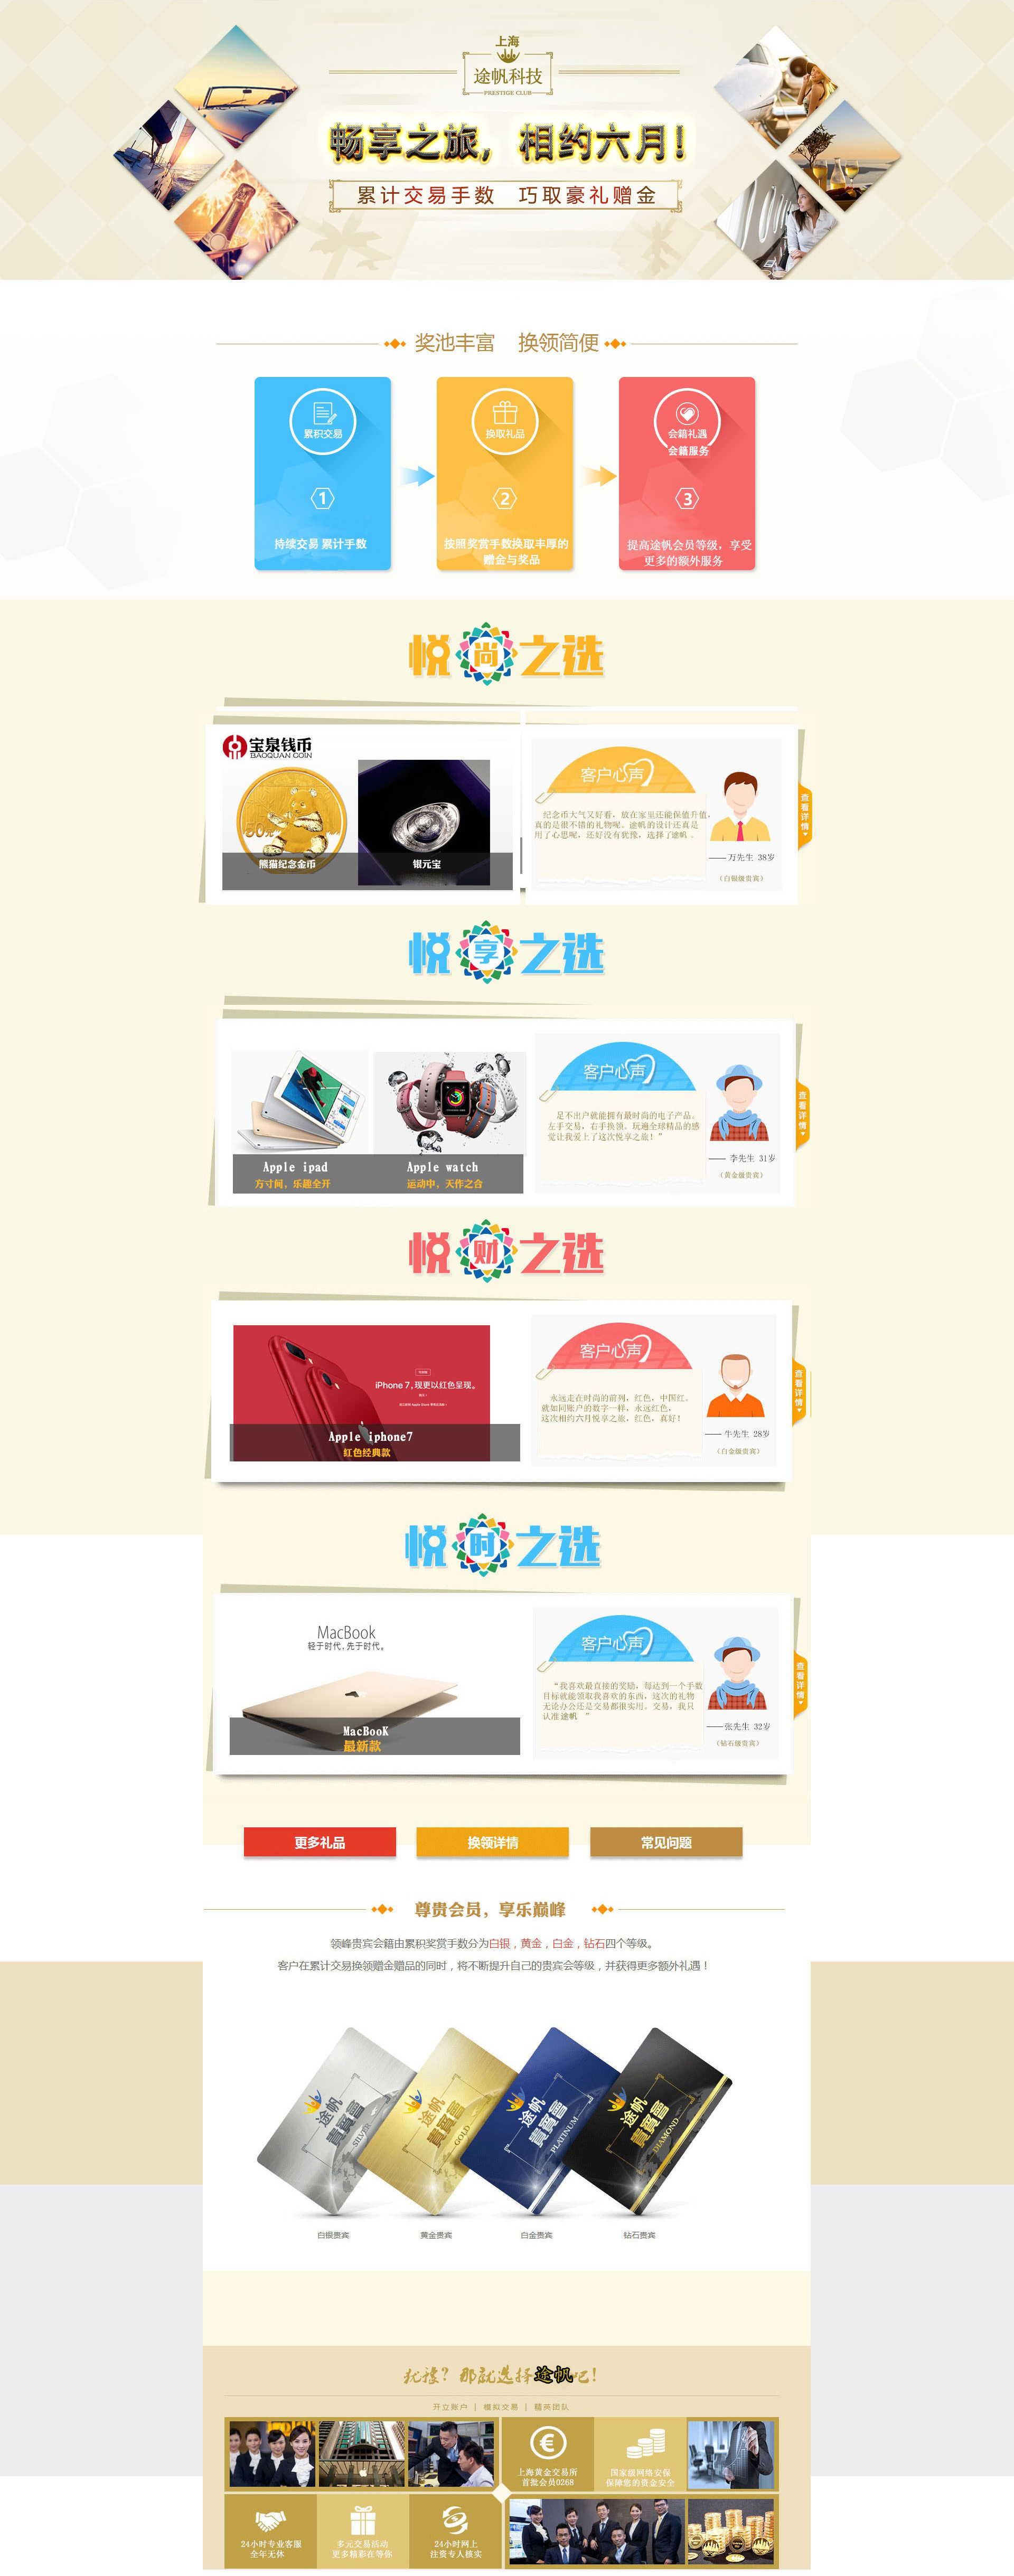 上海
途帆科技
PRESTIGE CLUB
畅享之旅，相约六月！
累计交易手数 巧取豪礼赠金
奖池丰富 换领简便
累积交易
1
持续交易 累计手数
换取礼品
2
按照奖赏手数换取丰厚的
赠金与奖品
会籍礼遇
会籍服务
3
提高途帆会员等级，享受
更多的额外服务
悦尚之选
宝泉钱币
BAOQUAN COIN
熊猫纪念金币
银元宝
客户心声
纪念币大气又好看，放在家里还能保值升值，
真的是很不错的礼物呢。途帆的设计还真是
用了心思呢，还好没有犹豫，选择了途帆 。
—— 万先生 38岁
（白银级贵宾）
查看详情
悦享之选
Apple ipad
方寸间，乐趣全开
Apple watch
运动中，天作之合
客户心声
足不出户就能拥有最时尚的电子产品。
左手交易，右手换领。玩遍全球精品的感
觉让我爱上了这次悦享之旅！”
—— 李先生 31岁
（黄金级贵宾）
查看详情
悦财之选
iPhone 7，现更以红色呈现。
Apple iphone7
红色经典款
客户心声
永远走在时尚的前列，红色，中国红。
就如同账户的数字一样，永远红色，
这次相约六月悦享之旅，红色，真好！
—— 牛先生 28岁
（白金级贵宾）
查看详情
悦时之选
MacBook
轻于时代，先于时代。
MacBooK
最新款
客户心声
“我喜欢最直接的奖励，每达到一个手数
目标就能领取我喜欢的东西，这次的礼物
无论办公还是交易都很实用。交易，我只
认准途帆 ”
——张先生 32岁
（钻石级贵宾）
查看详情
更多礼品
换领详情
常见问题
尊贵会员，享乐巅峰
领峰贵宾会籍由累积奖赏手数分为白银，黄金，白金，钻石四个等级。
客户在累计交易换领赠金赠品的同时，将不断提升自己的贵宾会等级，并获得更多额外礼遇！
途帆
貴賓會
SILVER
途帆
貴賓會
GOLD
途帆
貴賓會
PLATINUM
途帆
貴賓會
DIAMOND
白银贵宾
黄金贵宾
白金贵宾
钻石贵宾
犹豫？那就选择途帆吧！
开立账户 | 模拟交易 | 精英团队
上海黄金交易所
首批会员0268
国家级网络安保
保障您的资金安全
24小时专业客服
全年无休
多元交易活动
更多精彩在等你
24小时网上
注资专人核实